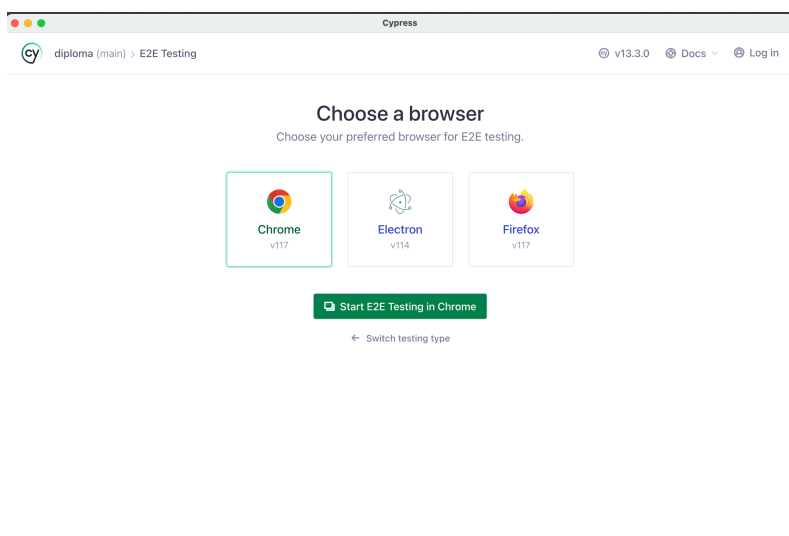 Cypress
cy diploma (main) > E2E Testing
cy v13.3.0 Docs Log in
Choose a browser
Choose your preferred browser for E2E testing.
Chrome Electron Firefox
v117 v114 v117
Start E2E Testing in Chrome
← Switch testing type